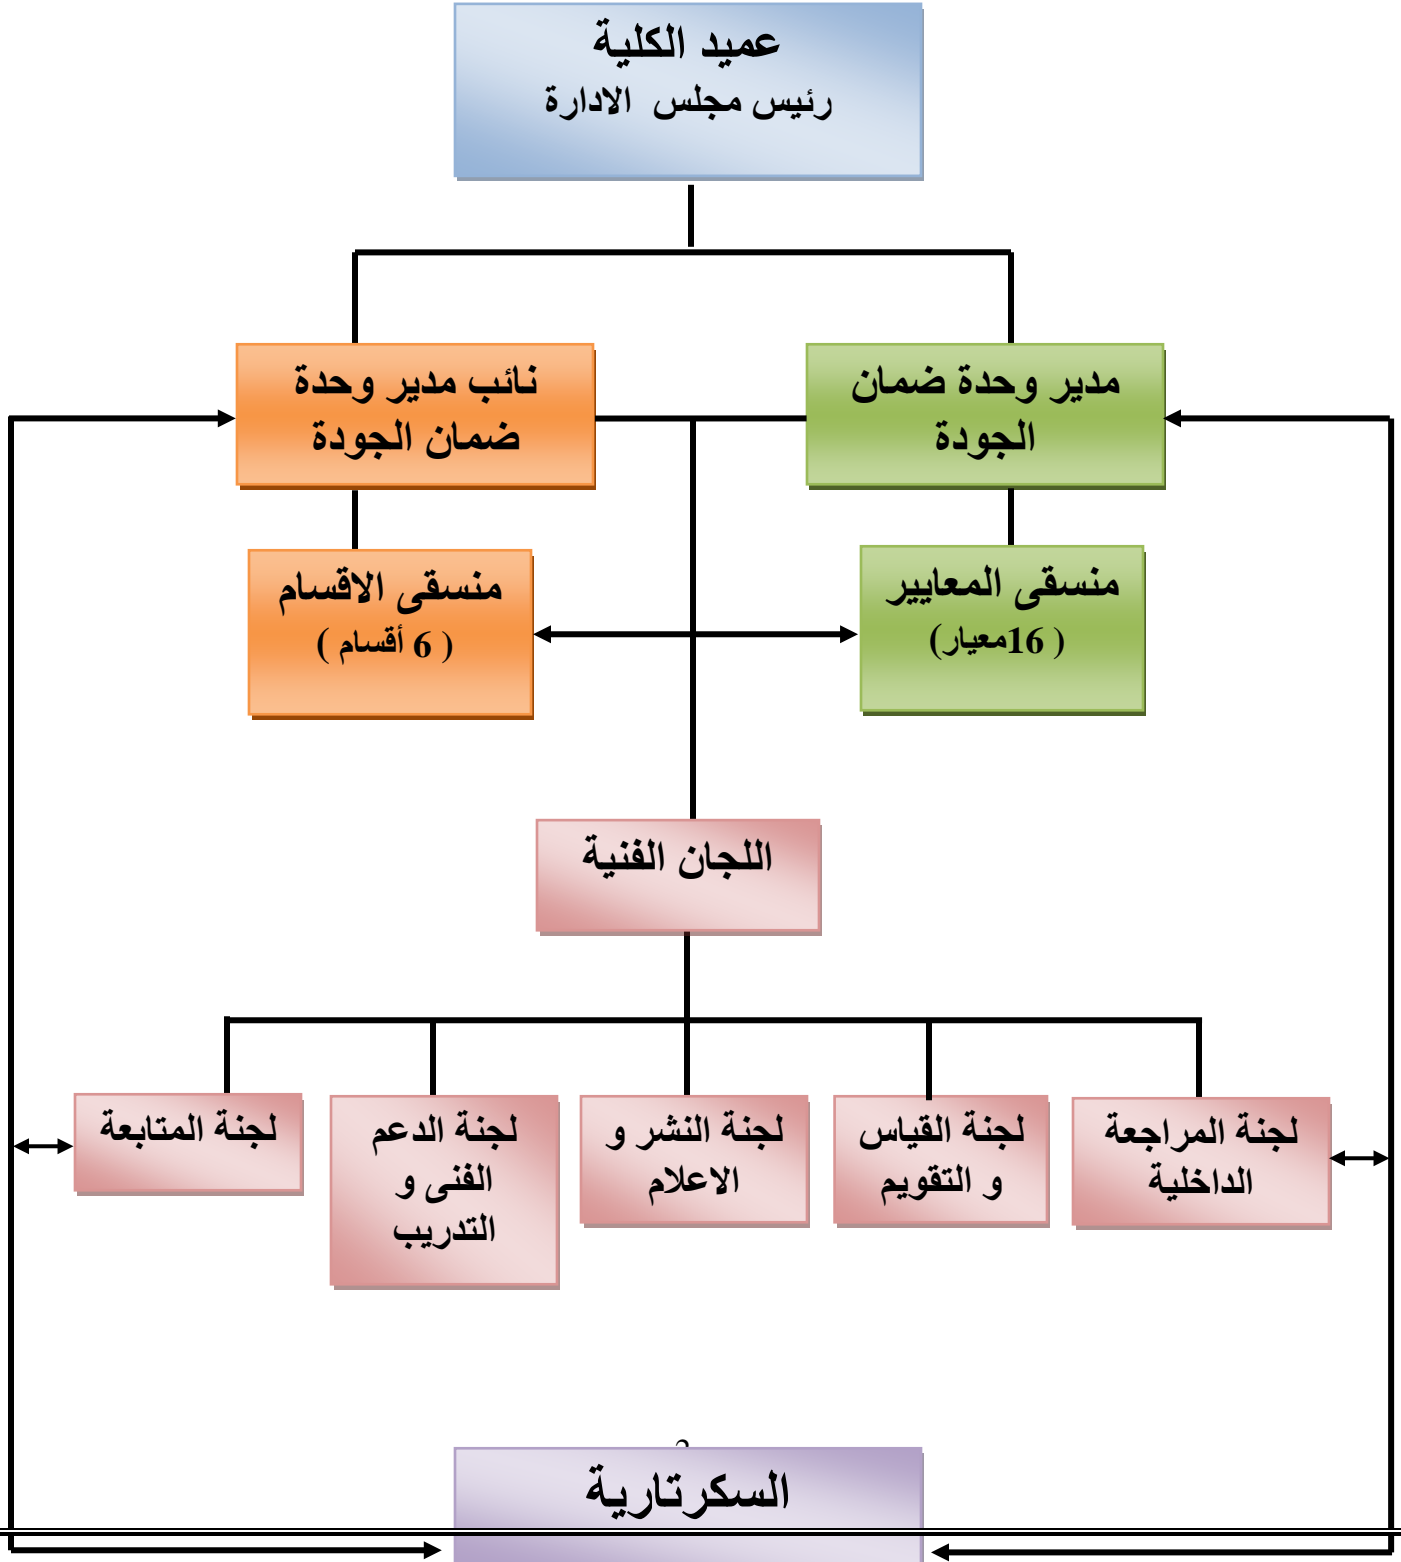 عميد الكلية
رئيس مجلس الادارة
مدير وحدة ضمان
الجودة
نائب مدير وحدة
ضمان الجودة
منسقى المعايير
( 16معيار)
منسقى الاقسام
( 6 أقسام )
اللجان الفنية
لجنة المراجعة
الداخلية
لجنة القياس
و التقويم
لجنة النشر و
الاعلام
لجنة الدعم
الفنى و
التدريب
لجنة المتابعة
السكرتارية